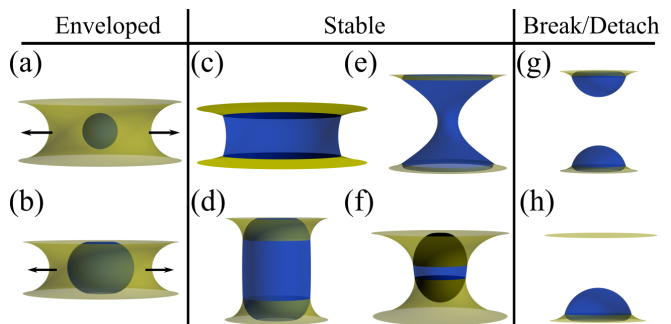 Enveloped Stable Break/Detach
(a) (c) (e) (g)
(b) (d) (f) (h)